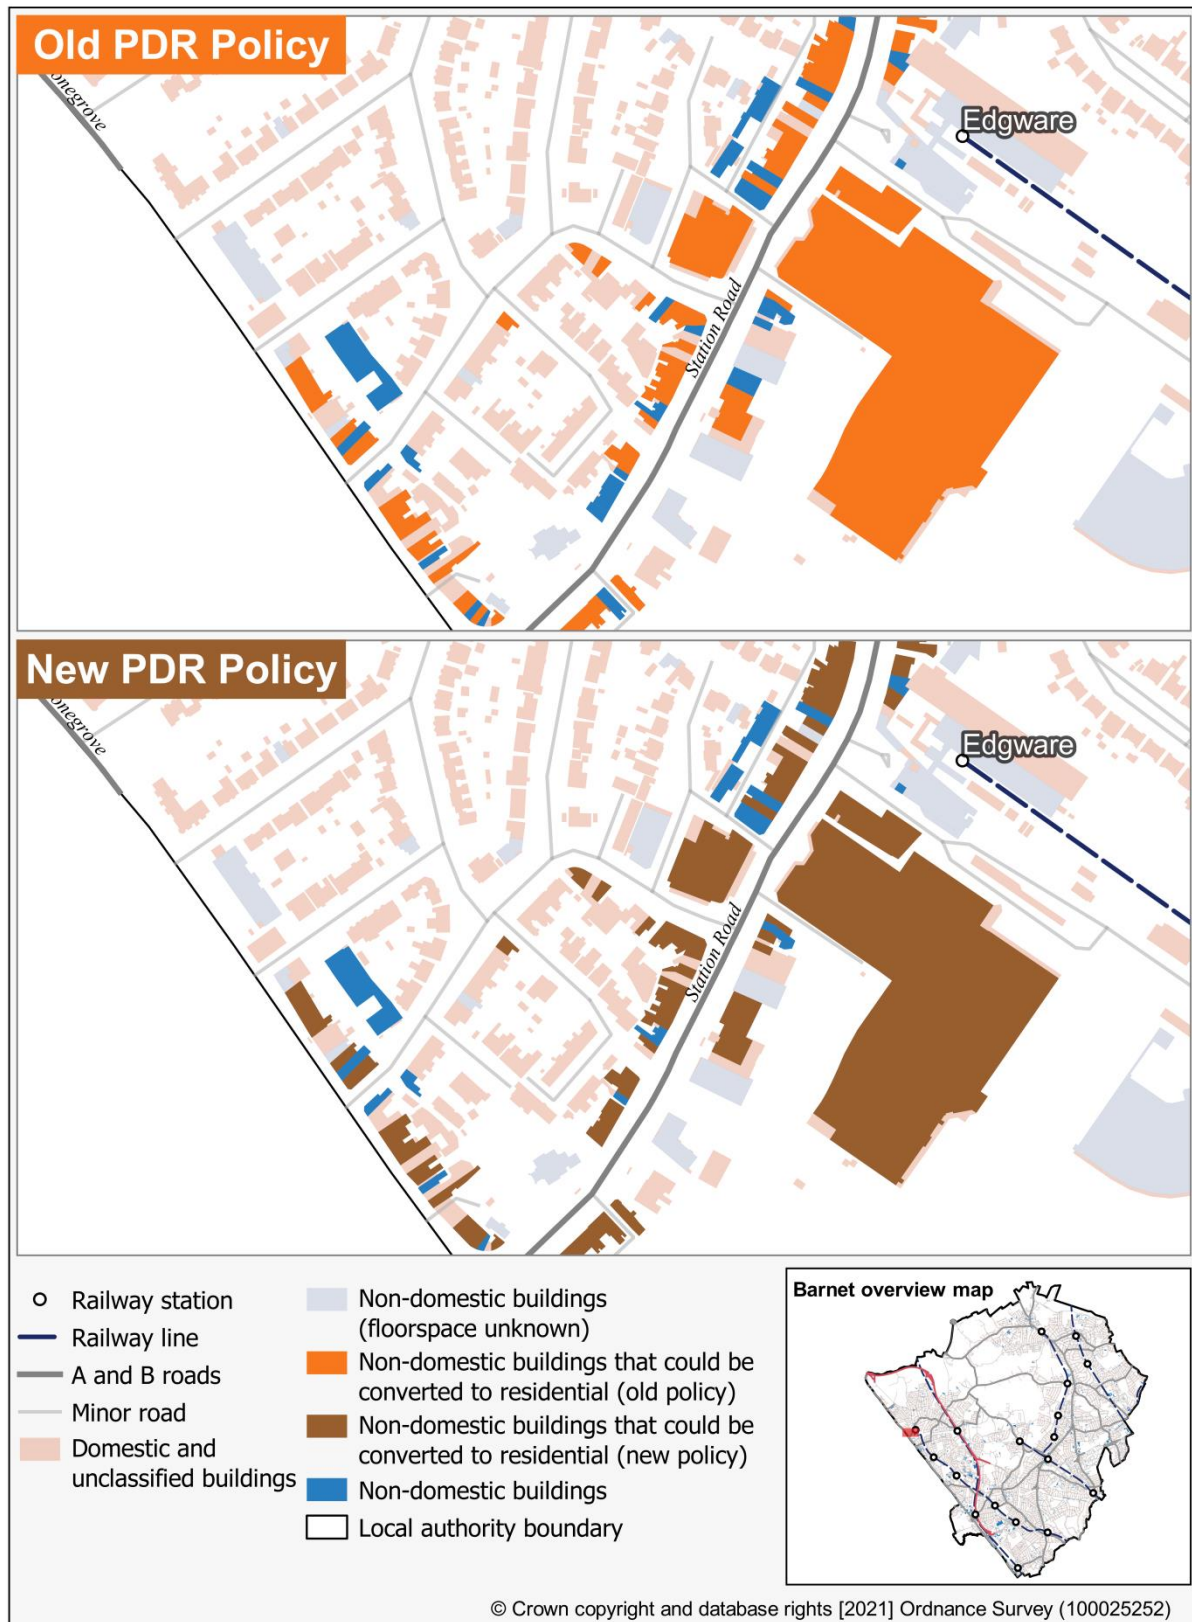 Old PDR Policy
onegrove
Edgware
Station Road
New PDR Policy
onegrove
Edgware
Station Road
Railway station
Railway line
A and B roads
Minor road
Domestic and
unclassified buildings
Non-domestic buildings
(floorspace unknown)
Non-domestic buildings that could be
converted to residential (old policy)
Non-domestic buildings that could be
converted to residential (new policy)
Non-domestic buildings
Local authority boundary
Barnet overview map
© Crown copyright and database rights [2021] Ordnance Survey (100025252)